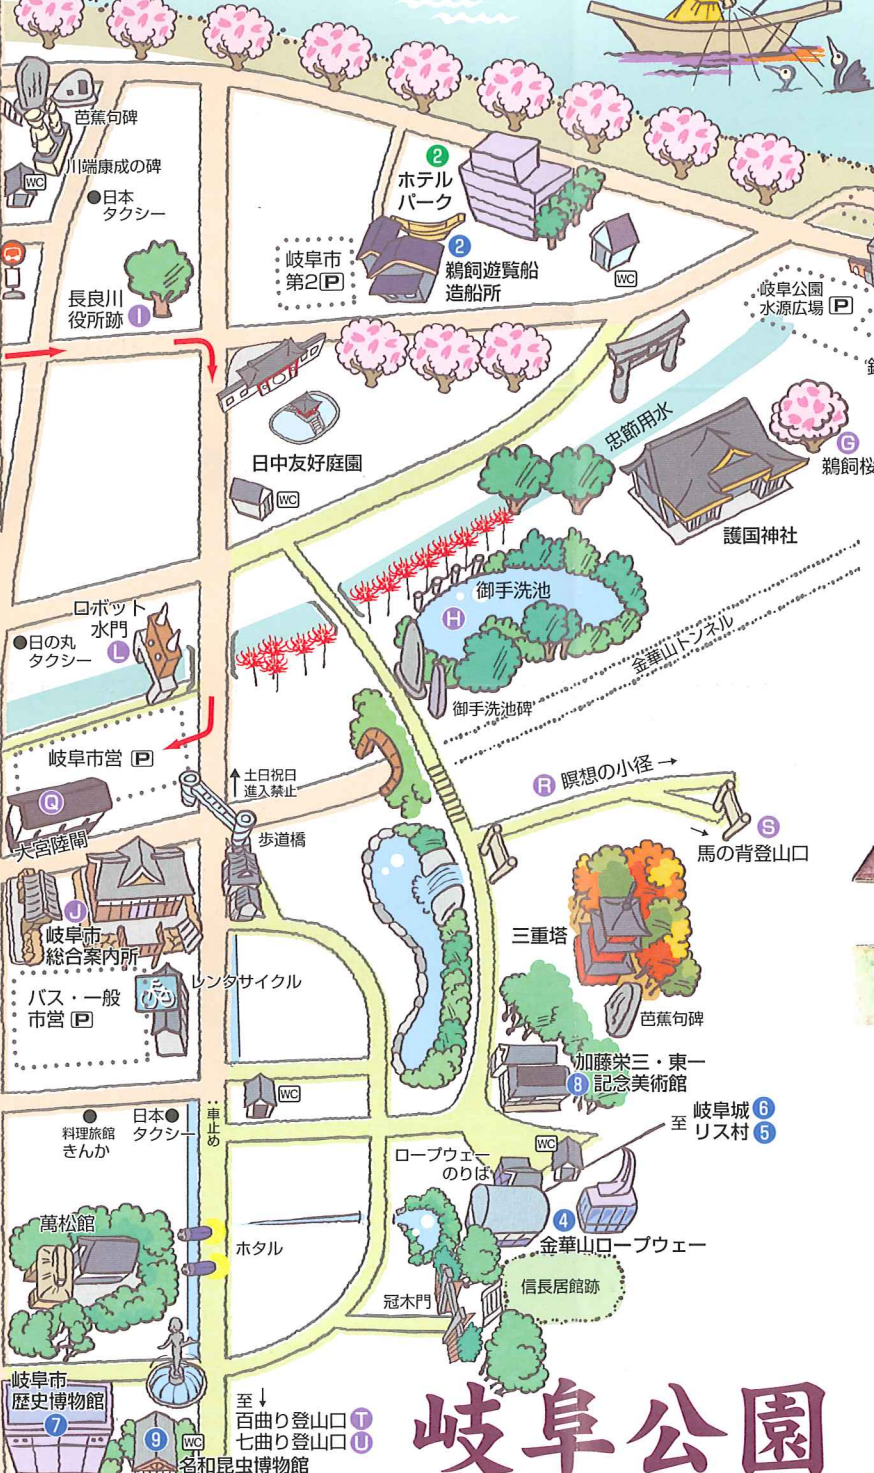 芭蕉句碑
川端康成の碑
WC
日本
タクシー
2
ホテル
パーク
岐阜市
第2P
2
鵜飼遊覧船
造船所
WC
長良川
役所跡 I
岐阜公園
水源広場 P
日中友好庭園
WC
忠節用水
G
鵜飼桜
護国神社
ロボット
水門
L
日の丸
タクシー
御手洗池
H
御手洗池碑
金華山トンネル
岐阜市営 P
土日祝日
進入禁止
Q
大宮陸閘
歩道橋
R 瞑想の小径
S
馬の背登山口
J
岐阜市
総合案内所
三重塔
レンタサイクル
バス・一般
市営 P
芭蕉句碑
加藤栄三・東一
8 記念美術館
WC
車止め
料理旅館
きんか
日本
タクシー
至
岐阜城 6
リス村 5
WC
ロープウェー
のりば
萬松館
ホタル
4
金華山ロープウェー
冠木門
信長居館跡
岐阜市
歴史博物館
7
9
WC
名和昆虫博物館
至
百曲り登山口 T
七曲り登山口 U
岐阜公園